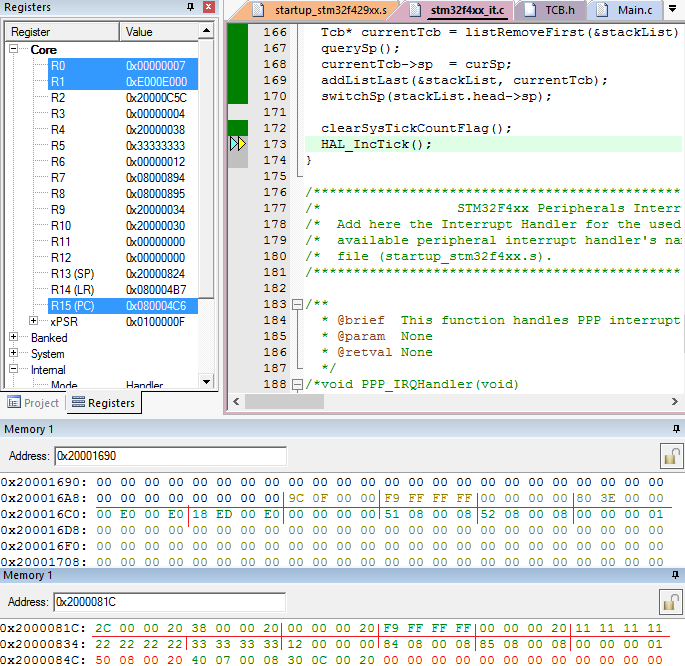 Registers
Register Value
Core
R0 0x00000007
R1 0xE000E000
R2 0x20000C5C
R3 0x00000004
R4 0x20000038
R5 0x33333333
R6 0x00000012
R7 0x08000894
R8 0x08000895
R9 0x20000034
R10 0x20000030
R11 0x00000000
R12 0x00000000
R13 (SP) 0x20000824
R14 (LR) 0x080004B7
R15 (PC) 0x080004C6
xPSR 0x0100000F
Banked
System
Internal
Mode Handler
Project Registers
startup_stm32f429xx.s stm32f4xx_it.c TCB.h Main.c
166 Tcb* currentTcb = listRemoveFirst(&stackList)
167 querySp();
168 currentTcb->sp = curSp;
169 addListLast(&stackList, currentTcb);
170 switchSp(stackList.head->sp);
171
172 clearSysTickCountFlag();
173 HAL_IncTick();
174 }
175
176 /************************************************
177 /* STM32F4xx Peripherals Interr
178 /* Add here the Interrupt Handler for the used
179 /* available peripheral interrupt handler's na
180 /* file (startup_stm32f4xx.s).
181 /************************************************
182
183 /**
184 * @brief This function handles PPP interrupt
185 * @param None
186 * @retval None
187 */
188 /*void PPP_IRQHandler(void)
Memory 1
Address: 0x20001690
0x20001690: 00 00 00 00 00 00 00 00 00 00 00 00 00 00 00 00 00 00 00 00 00 00 00 00
0x200016A8: 00 00 00 00 00 00 00 00 9C 0F 00 00 F9 FF FF FF 00 00 00 00 80 3E 00 00
0x200016C0: 00 E0 00 E0 18 ED 00 E0 00 00 00 00 51 08 00 08 52 08 00 08 00 00 00 01
0x200016D8: 00 00 00 00 00 00 00 00 00 00 00 00 00 00 00 00 00 00 00 00 00 00 00 00
0x200016F0: 00 00 00 00 00 00 00 00 00 00 00 00 00 00 00 00 00 00 00 00 00 00 00 00
0x20001708: 00 00 00 00 00 00 00 00 00 00 00 00 00 00 00 00 00 00 00 00 00 00 00 00
Memory 1
Address: 0x2000081C
0x2000081C: 2C 00 00 20 38 00 00 20 00 00 00 20 F9 FF FF FF 00 00 00 20 11 11 11 11
0x20000834: 22 22 22 22 33 33 33 33 12 00 00 00 84 08 00 08 85 08 00 08 00 00 00 01
0x2000084C: 50 08 00 20 40 07 00 08 30 0C 00 20 00 00 00 00 00 00 00 00 00 00 00 00